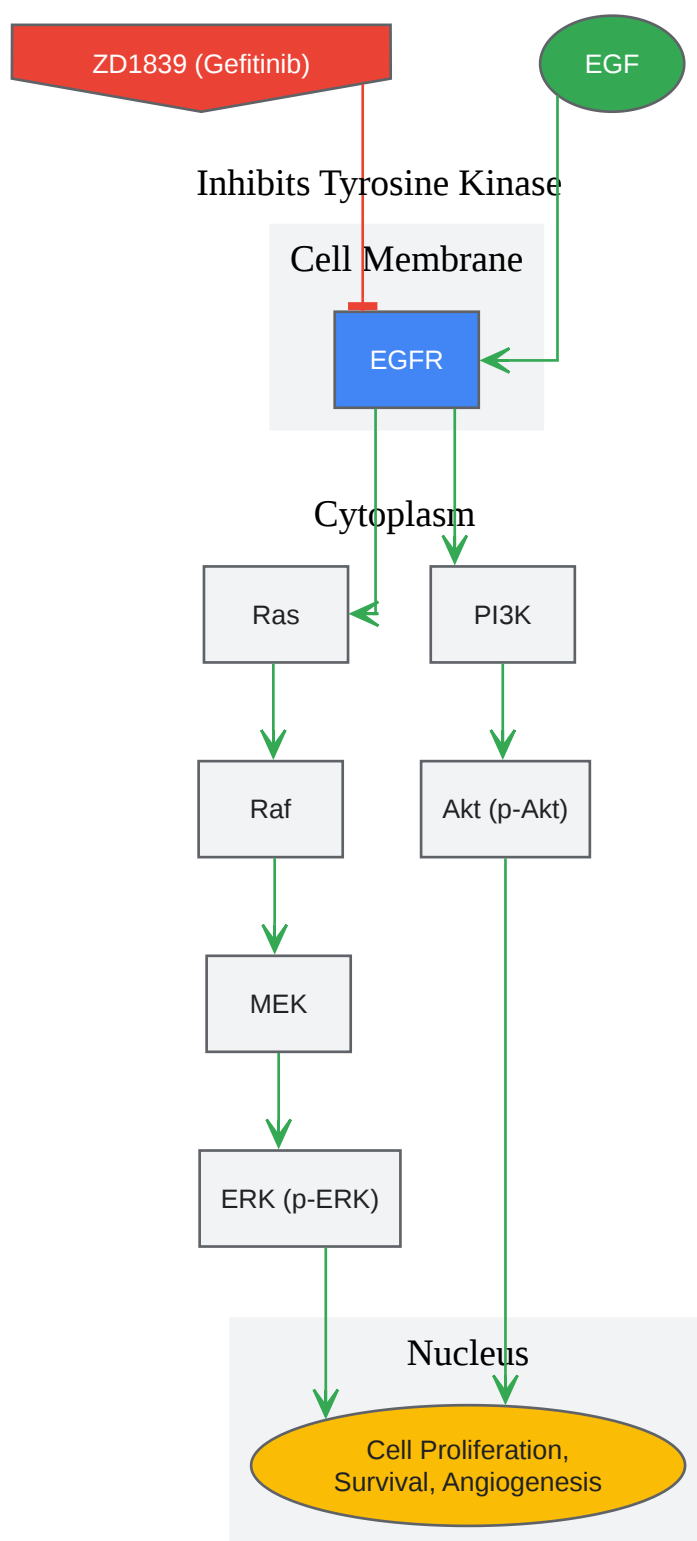 ZD1839 (Gefitinib)
EGF
Inhibits Tyrosine Kinase
Cell Membrane
EGFR
Cytoplasm
Ras
PI3K
Raf
Akt (p-Akt)
MEK
ERK (p-ERK)
Nucleus
Cell Proliferation,
Survival, Angiogenesis